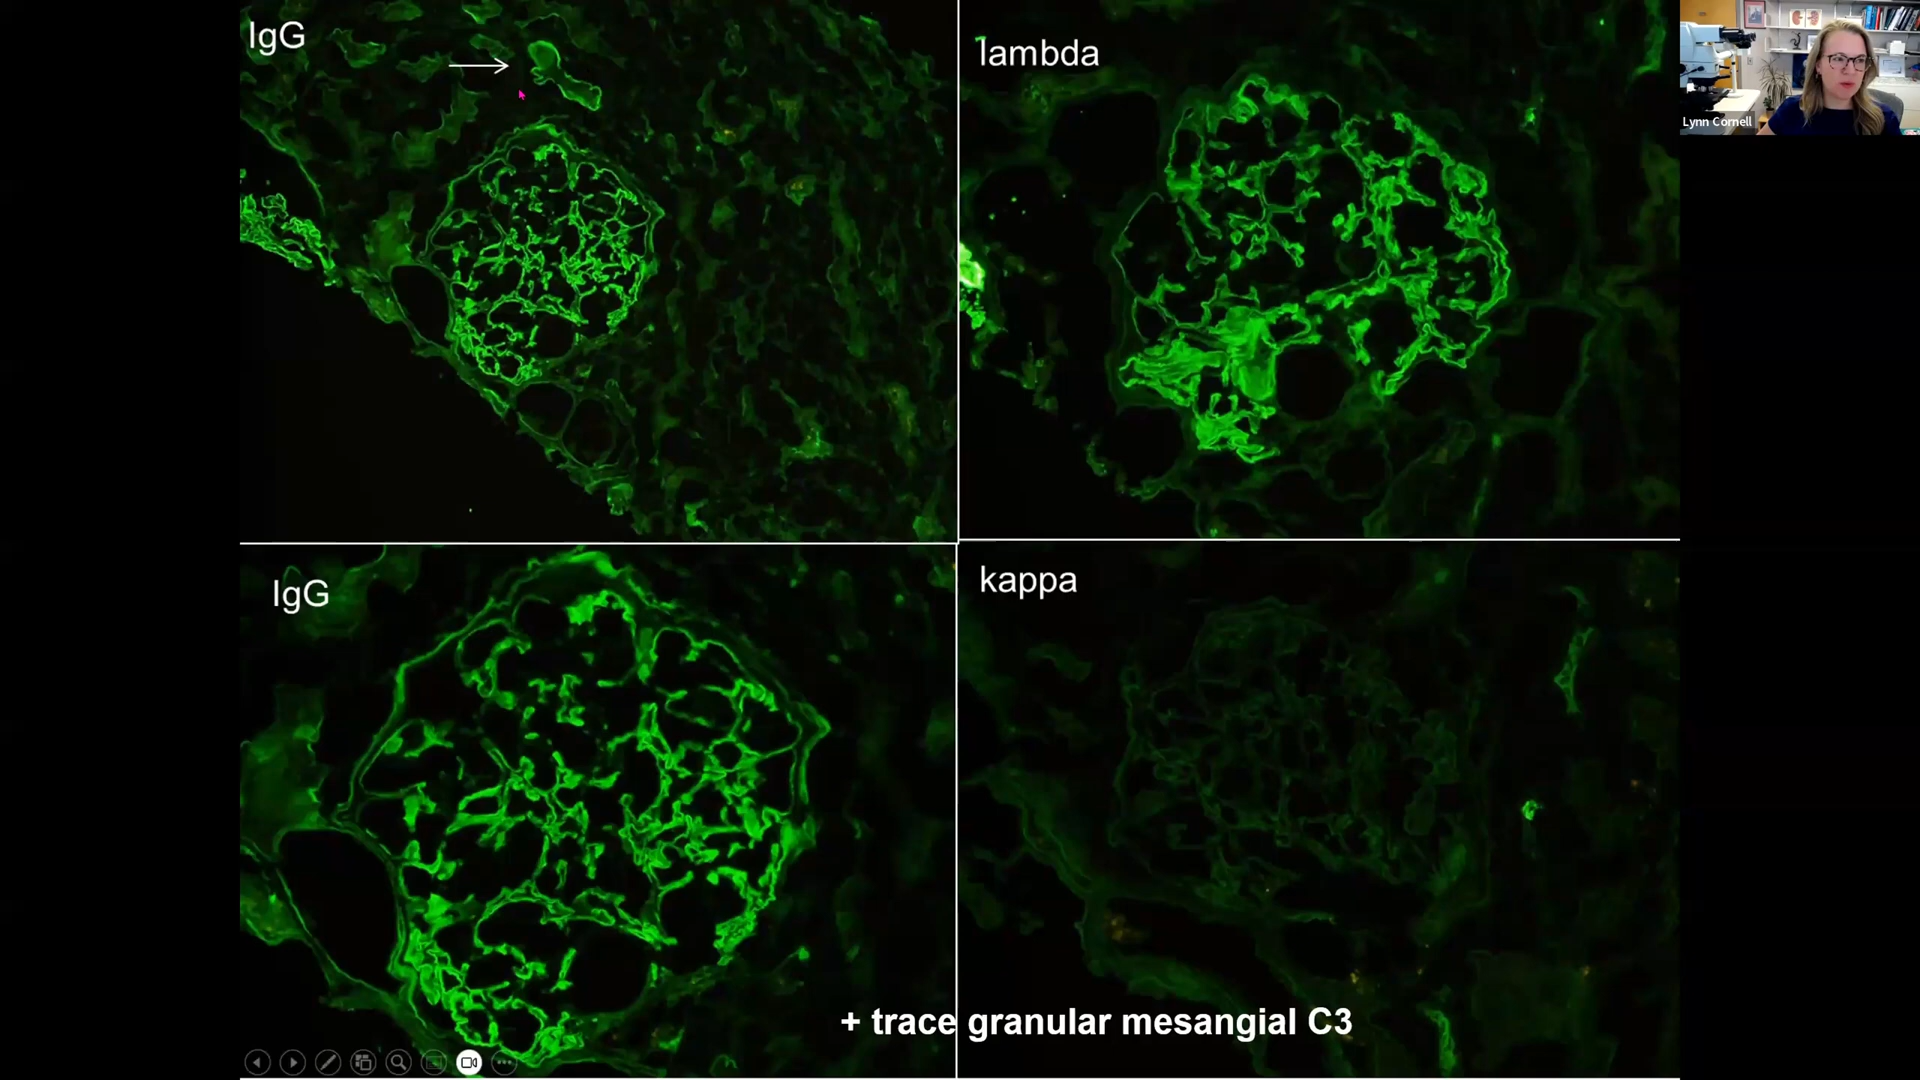 IgG
lambda
Lynn Cornell
IgG
kappa
+ trace granular mesangial C3